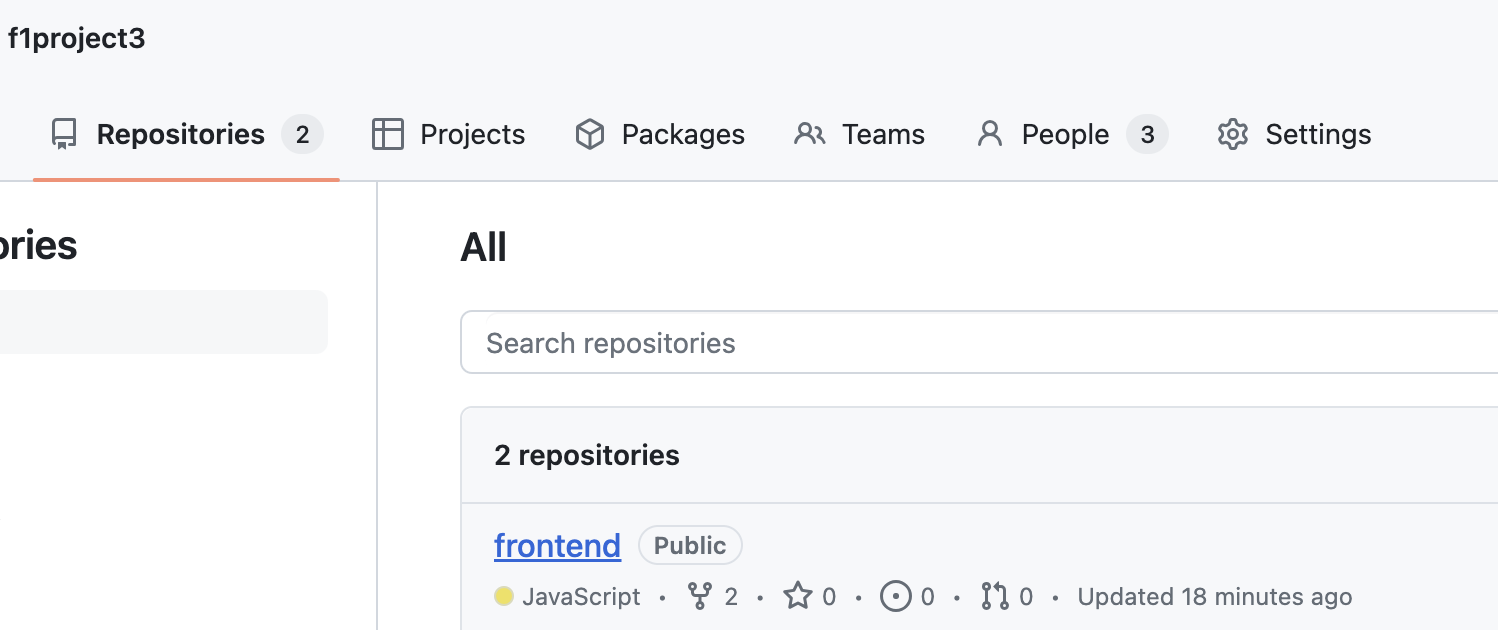 f1project3
Repositories 2 Projects Packages Teams People 3 Settings
ories
All
Search repositories
2 repositories
frontend Public
JavaScript · 2 · 0 · 0 · 0 · Updated 18 minutes ago